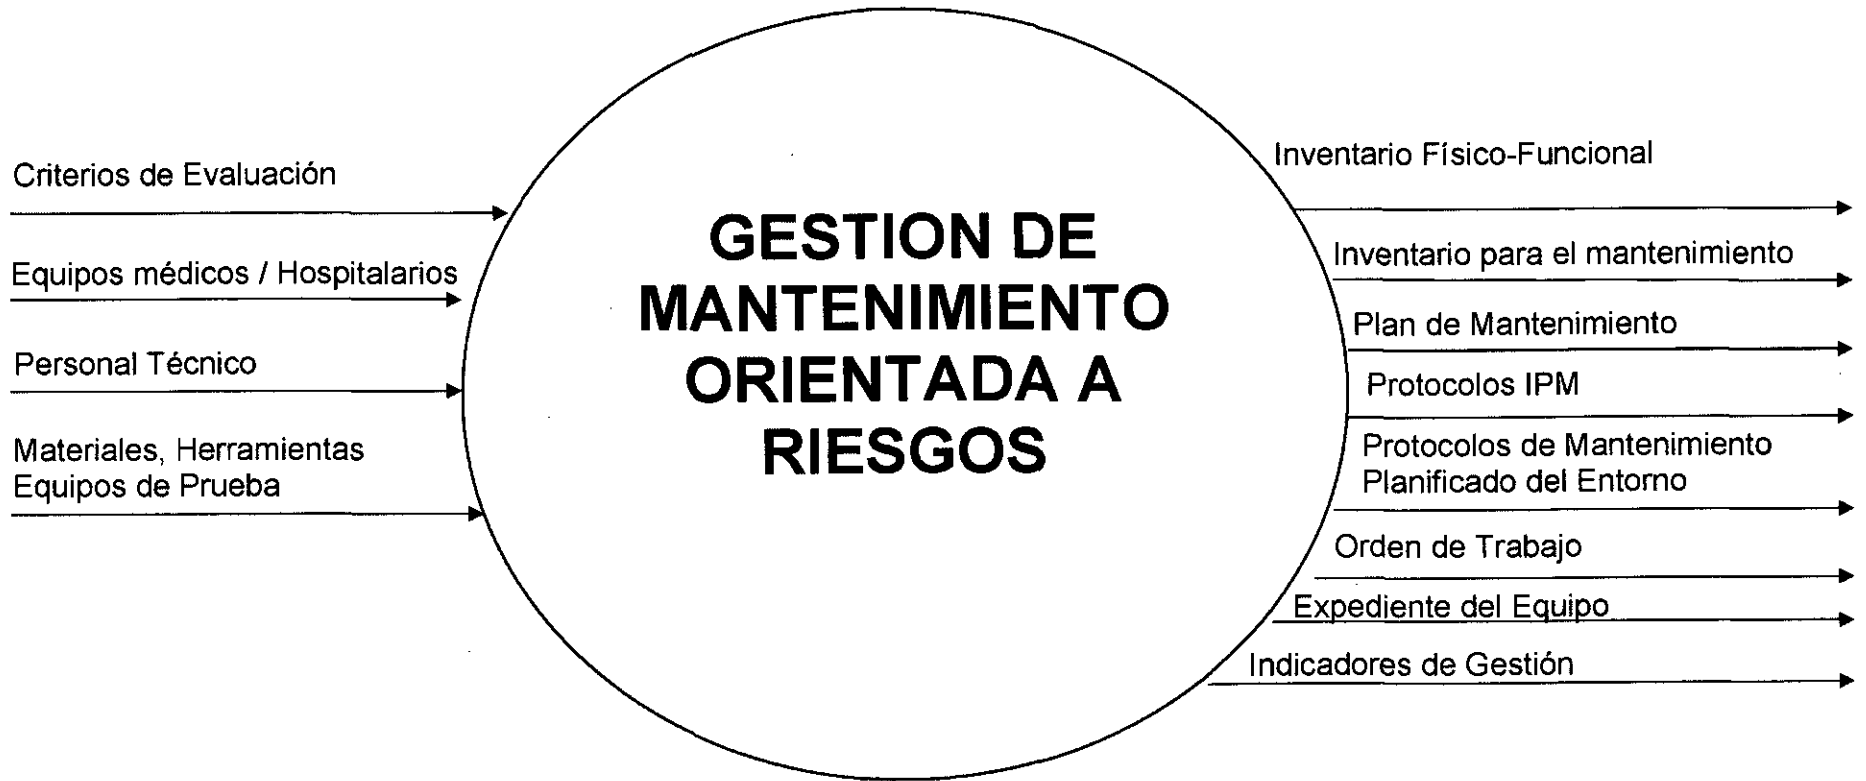 Criterios de Evaluación
Equipos médicos / Hospitalarios
Personal Técnico
Materiales, Herramientas
Equipos de Prueba
GESTION DE
MANTENIMIENTO
ORIENTADA A
RIESGOS
Inventario Físico-Funcional
Inventario para el mantenimiento
Plan de Mantenimiento
Protocolos IPM
Protocolos de Mantenimiento
Planificado del Entorno
Orden de Trabajo
Expediente del Equipo
Indicadores de Gestión